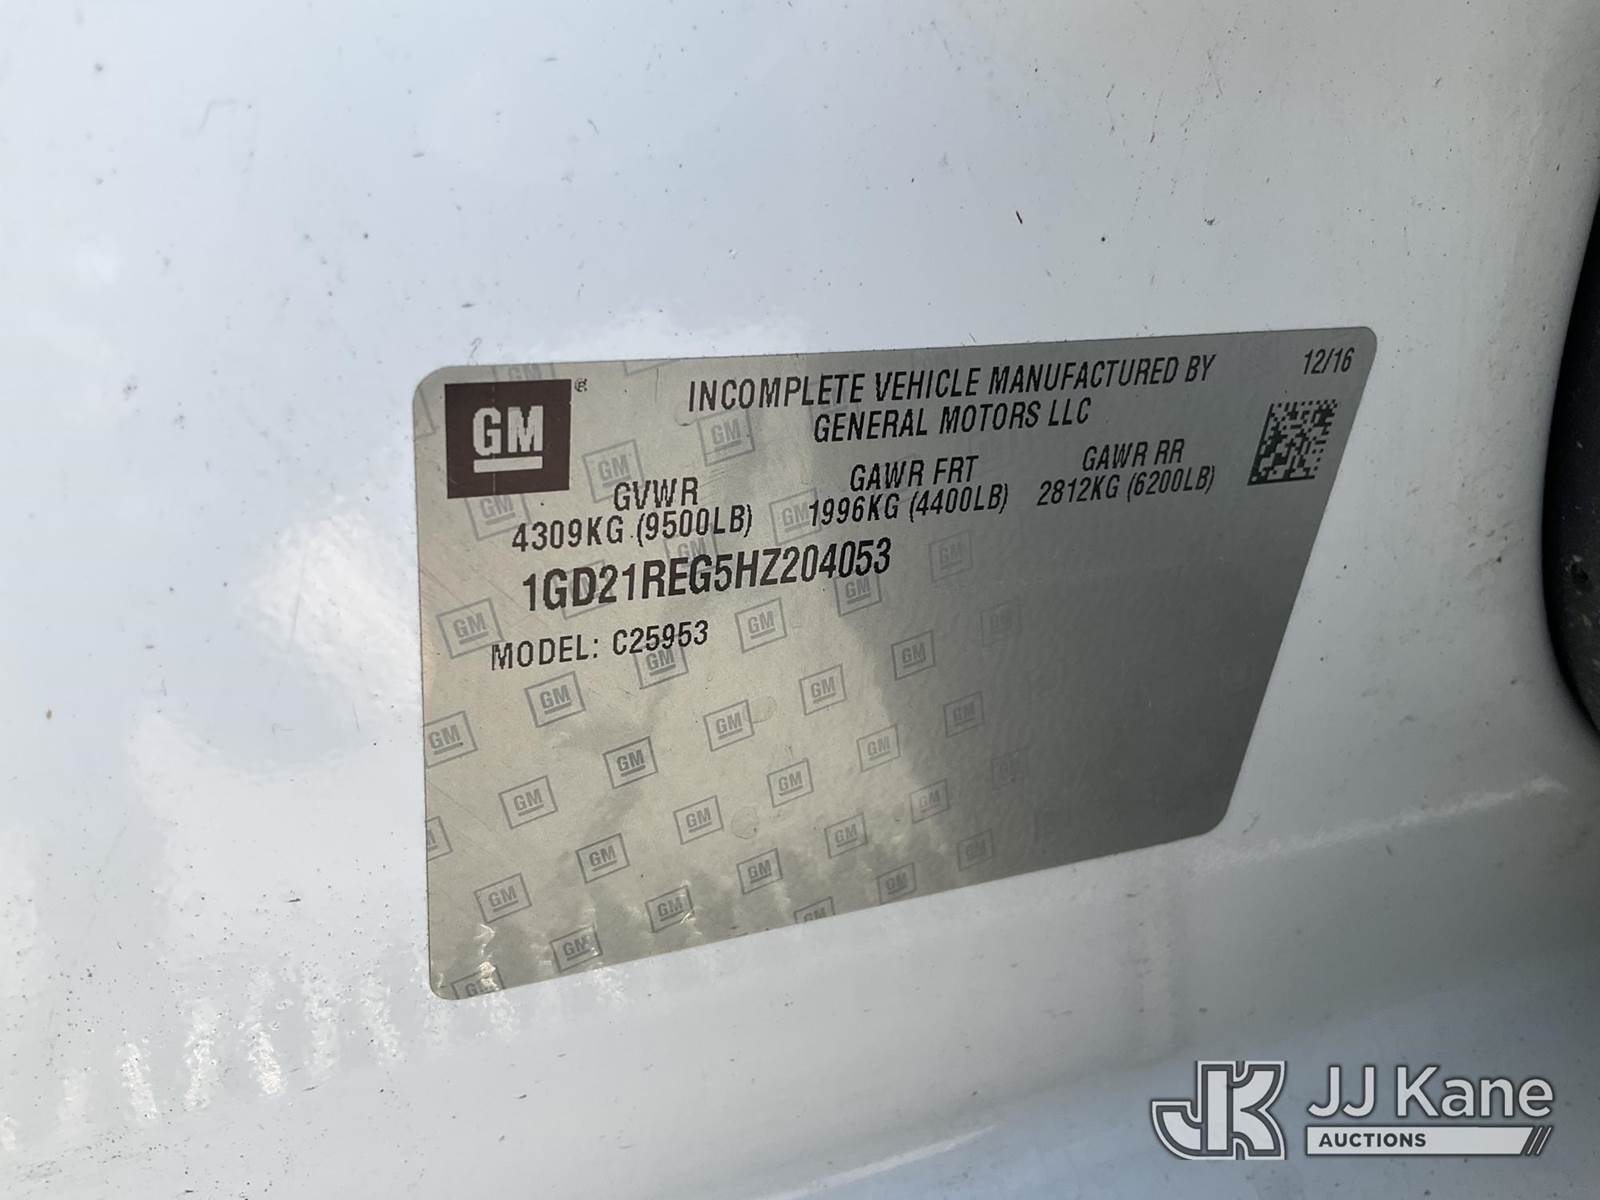 GM
INCOMPLETE VEHICLE MANUFACTURED BY
GENERAL MOTORS LLC
12/16
GVWR
4309KG (9500LB)
GAWR FRT
1996KG (4400LB)
GAWR RR
2812KG (6200LB)
1GD21REG5HZ204053
MODEL: C25953
JK
JJ Kane
AUCTIONS